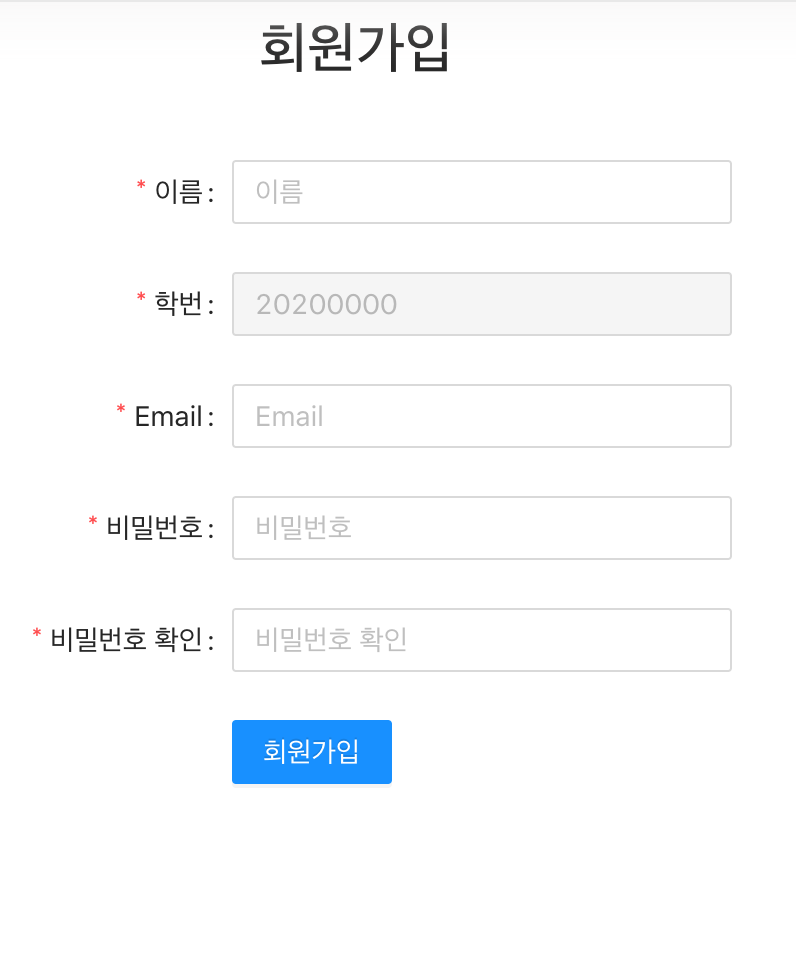 회원가입
* 이름 : 이름
* 학번 : 20200000
* Email : Email
* 비밀번호 : 비밀번호
* 비밀번호 확인 : 비밀번호 확인
회원가입